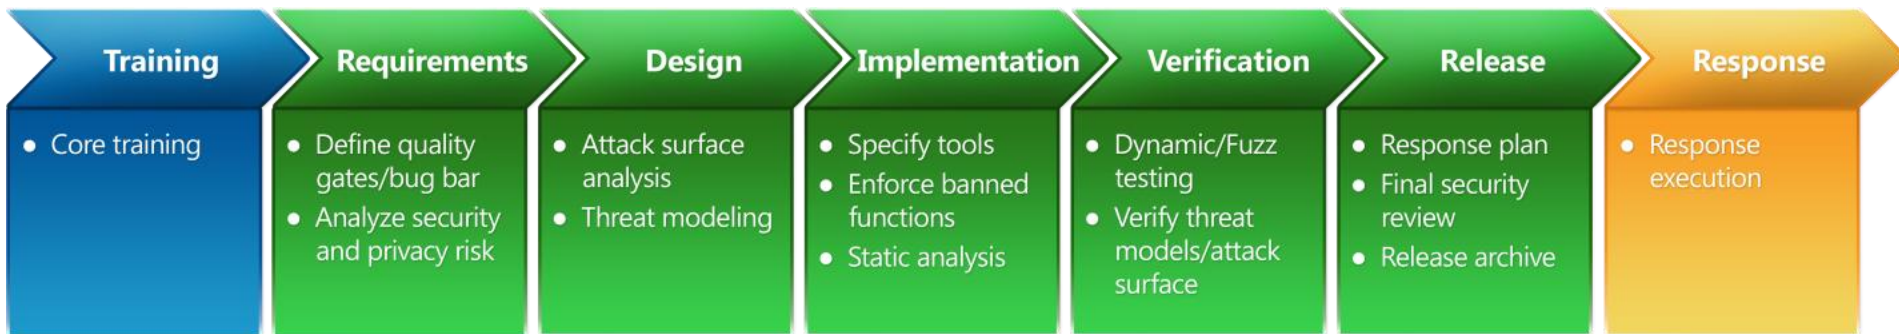 Training
• Core training
Requirements
• Define quality
gates/bug bar
• Analyze security
and privacy risk
Design
• Attack surface
analysis
• Threat modeling
Implementation
• Specify tools
• Enforce banned
functions
• Static analysis
Verification
• Dynamic/Fuzz
testing
• Verify threat
models/attack
surface
Release
• Response plan
• Final security
review
• Release archive
Response
• Response
execution